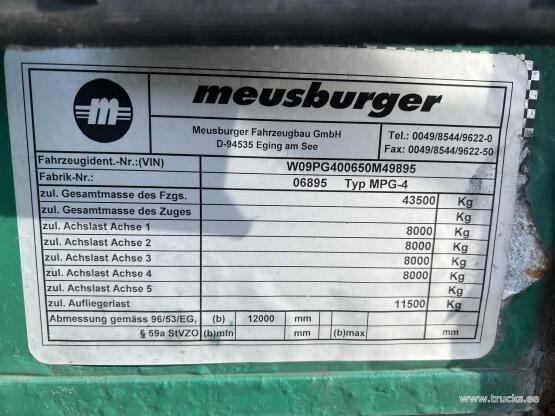 m meusburger
Meusburger Fahrzeugbau GmbH Tel.: 0049/8544/9622-0
D-94535 Eging am See Fax: 0049/8544/9622-50
Fahrzeugident.-Nr.:(VIN) W09PG400650M49895
Fabrik-Nr.: 06895 Typ MPG-4
zul. Gesamtmasse des Fzgs. 43500 Kg
zul. Gesamtmasse des Zuges Kg
zul. Achslast Achse 1 8000 Kg
zul. Achslast Achse 2 8000 Kg
zul. Achslast Achse 3 8000 Kg
zul. Achslast Achse 4 8000 Kg
zul. Achslast Achse 5 Kg
zul. Aufliegerlast 11500 Kg
Abmessung gemäss 96/53/EG, (b) 12000 mm
§ 59a StVZO (b)min mm (b)max mm
www.trucks.ee